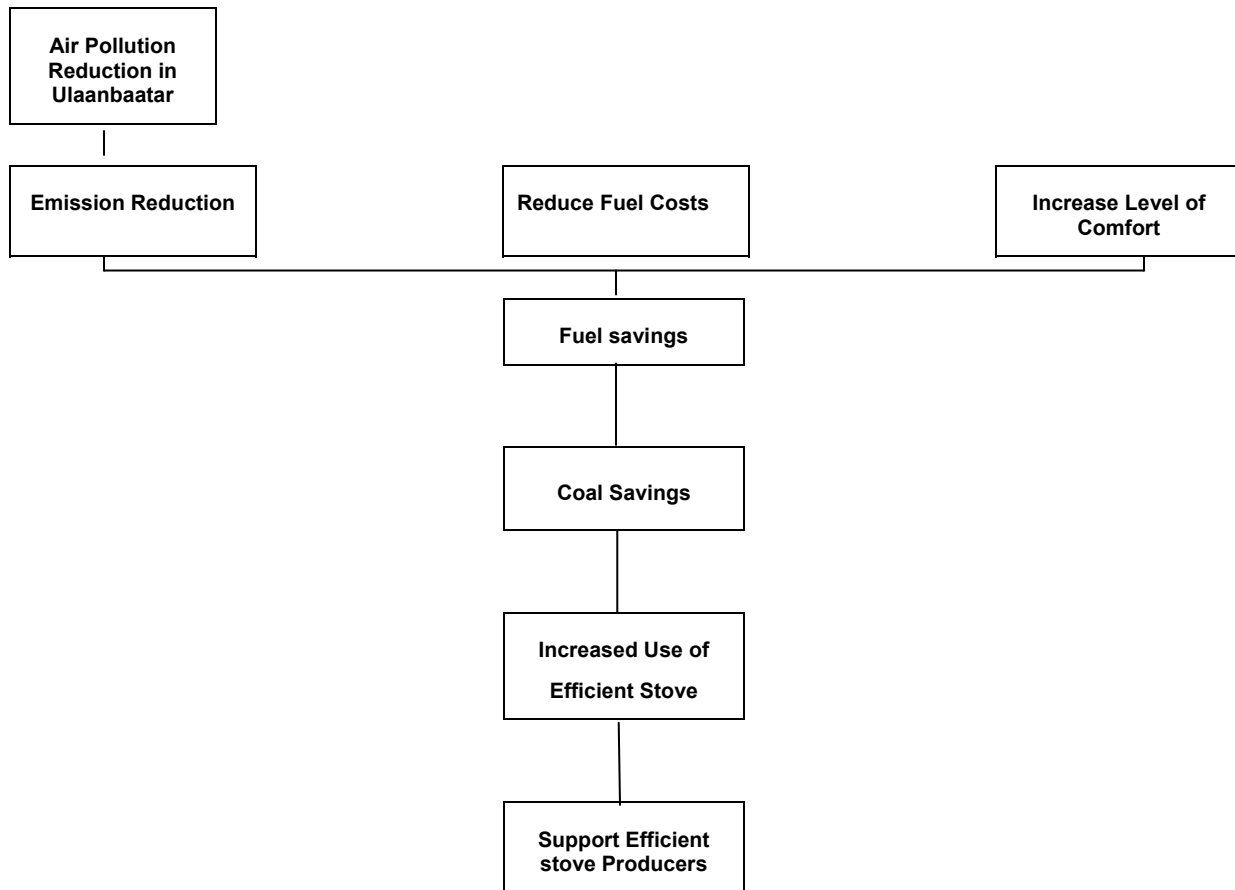 Air Pollution
Reduction in
Ulaanbaatar
Emission Reduction
Reduce Fuel Costs
Increase Level of
Comfort
Fuel savings
Coal Savings
Increased Use of
Efficient Stove
Support Efficient
stove Producers